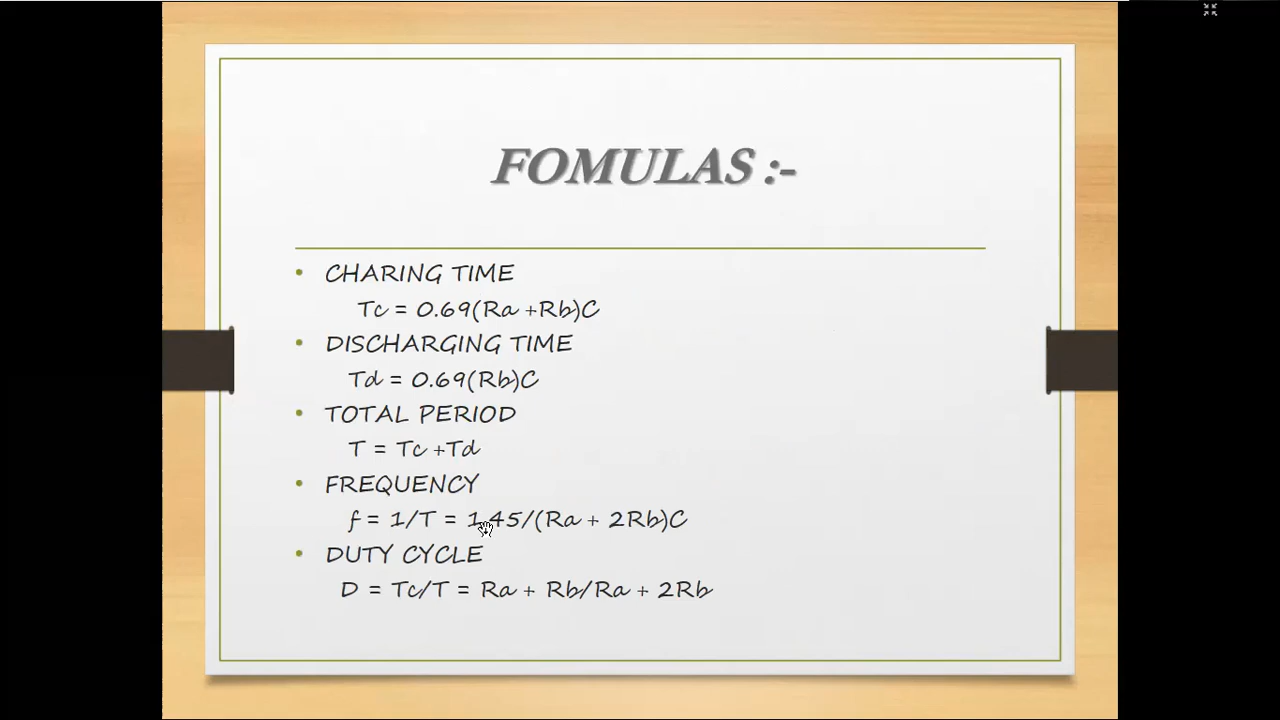 FOMULAS :-
• CHARING TIME
Tc = 0.69(Ra +Rb)C
• DISCHARGING TIME
Td = 0.69(Rb)C
• TOTAL PERIOD
T = Tc +Td
• FREQUENCY
f = 1/T = 1.45/(Ra + 2Rb)C
• DUTY CYCLE
D = Tc/T = Ra + Rb/Ra + 2Rb